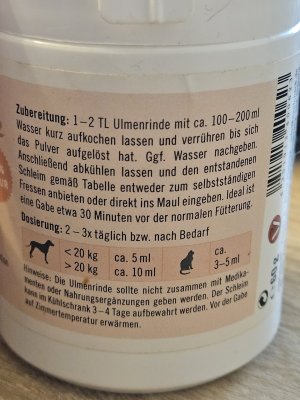 Zubereitung: 1–2 TL Ulmenrinde mit ca. 100–200 ml
Wasser kurz aufkochen lassen und verrühren bis sich
das Pulver aufgelöst hat. Ggf. Wasser nachgeben.
Anschließend abkühlen lassen und den entstandenen
Schleim gemäß Tabelle entweder zum selbstständigen
Fressen anbieten oder direkt ins Maul eingeben. Ideal ist
eine Gabe etwa 30 Minuten vor der normalen Fütterung.
Dosierung: 2 – 3x täglich bzw. nach Bedarf
< 20 kg ca. 5 ml ca.
> 20 kg ca. 10 ml 3–5 ml
Hinweise: Die Ulmenrinde sollte nicht zusammen mit Medika-
menten oder Nahrungsergänzungen gegeben werden. Der Schleim
kann im Kühlschrank 3–4 Tage aufbewahrt werden. Vor der Gabe
auf Zimmertemperatur erwärmen.